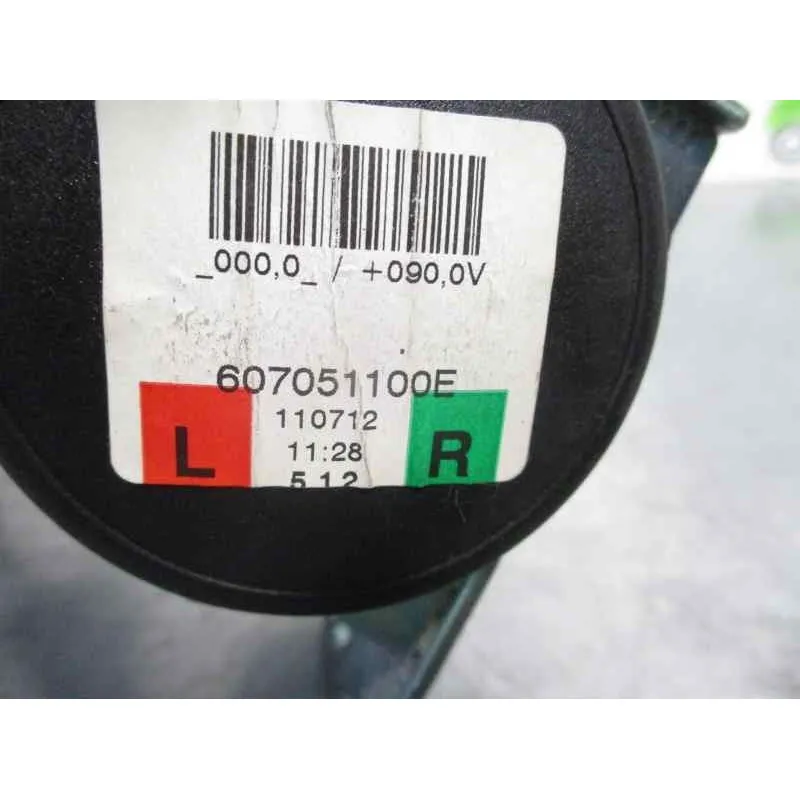 _000,0_ / +090,0V
607051100E
110712
L
11:28
R
5 1 2